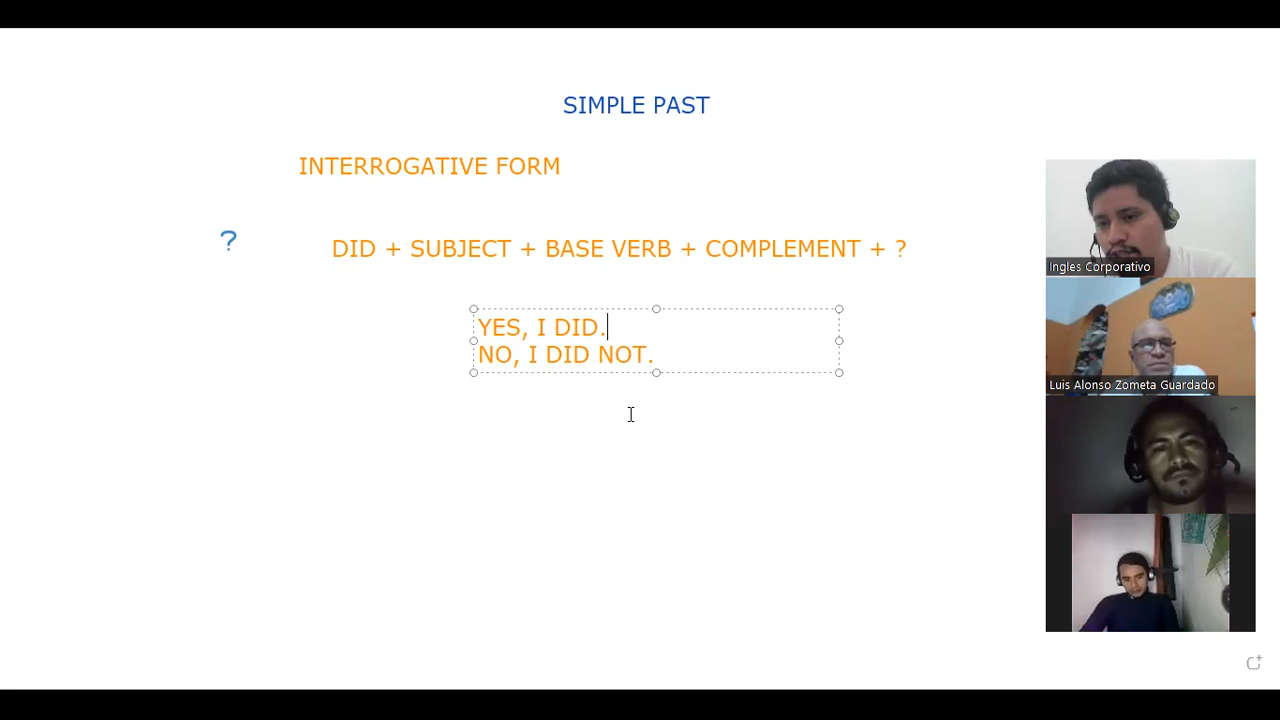 SIMPLE PAST
INTERROGATIVE FORM
?
DID + SUBJECT + BASE VERB + COMPLEMENT + ?
YES, I DID.
NO, I DID NOT.
Ingles Corporativo
Luis Alonso Zometa Guardado